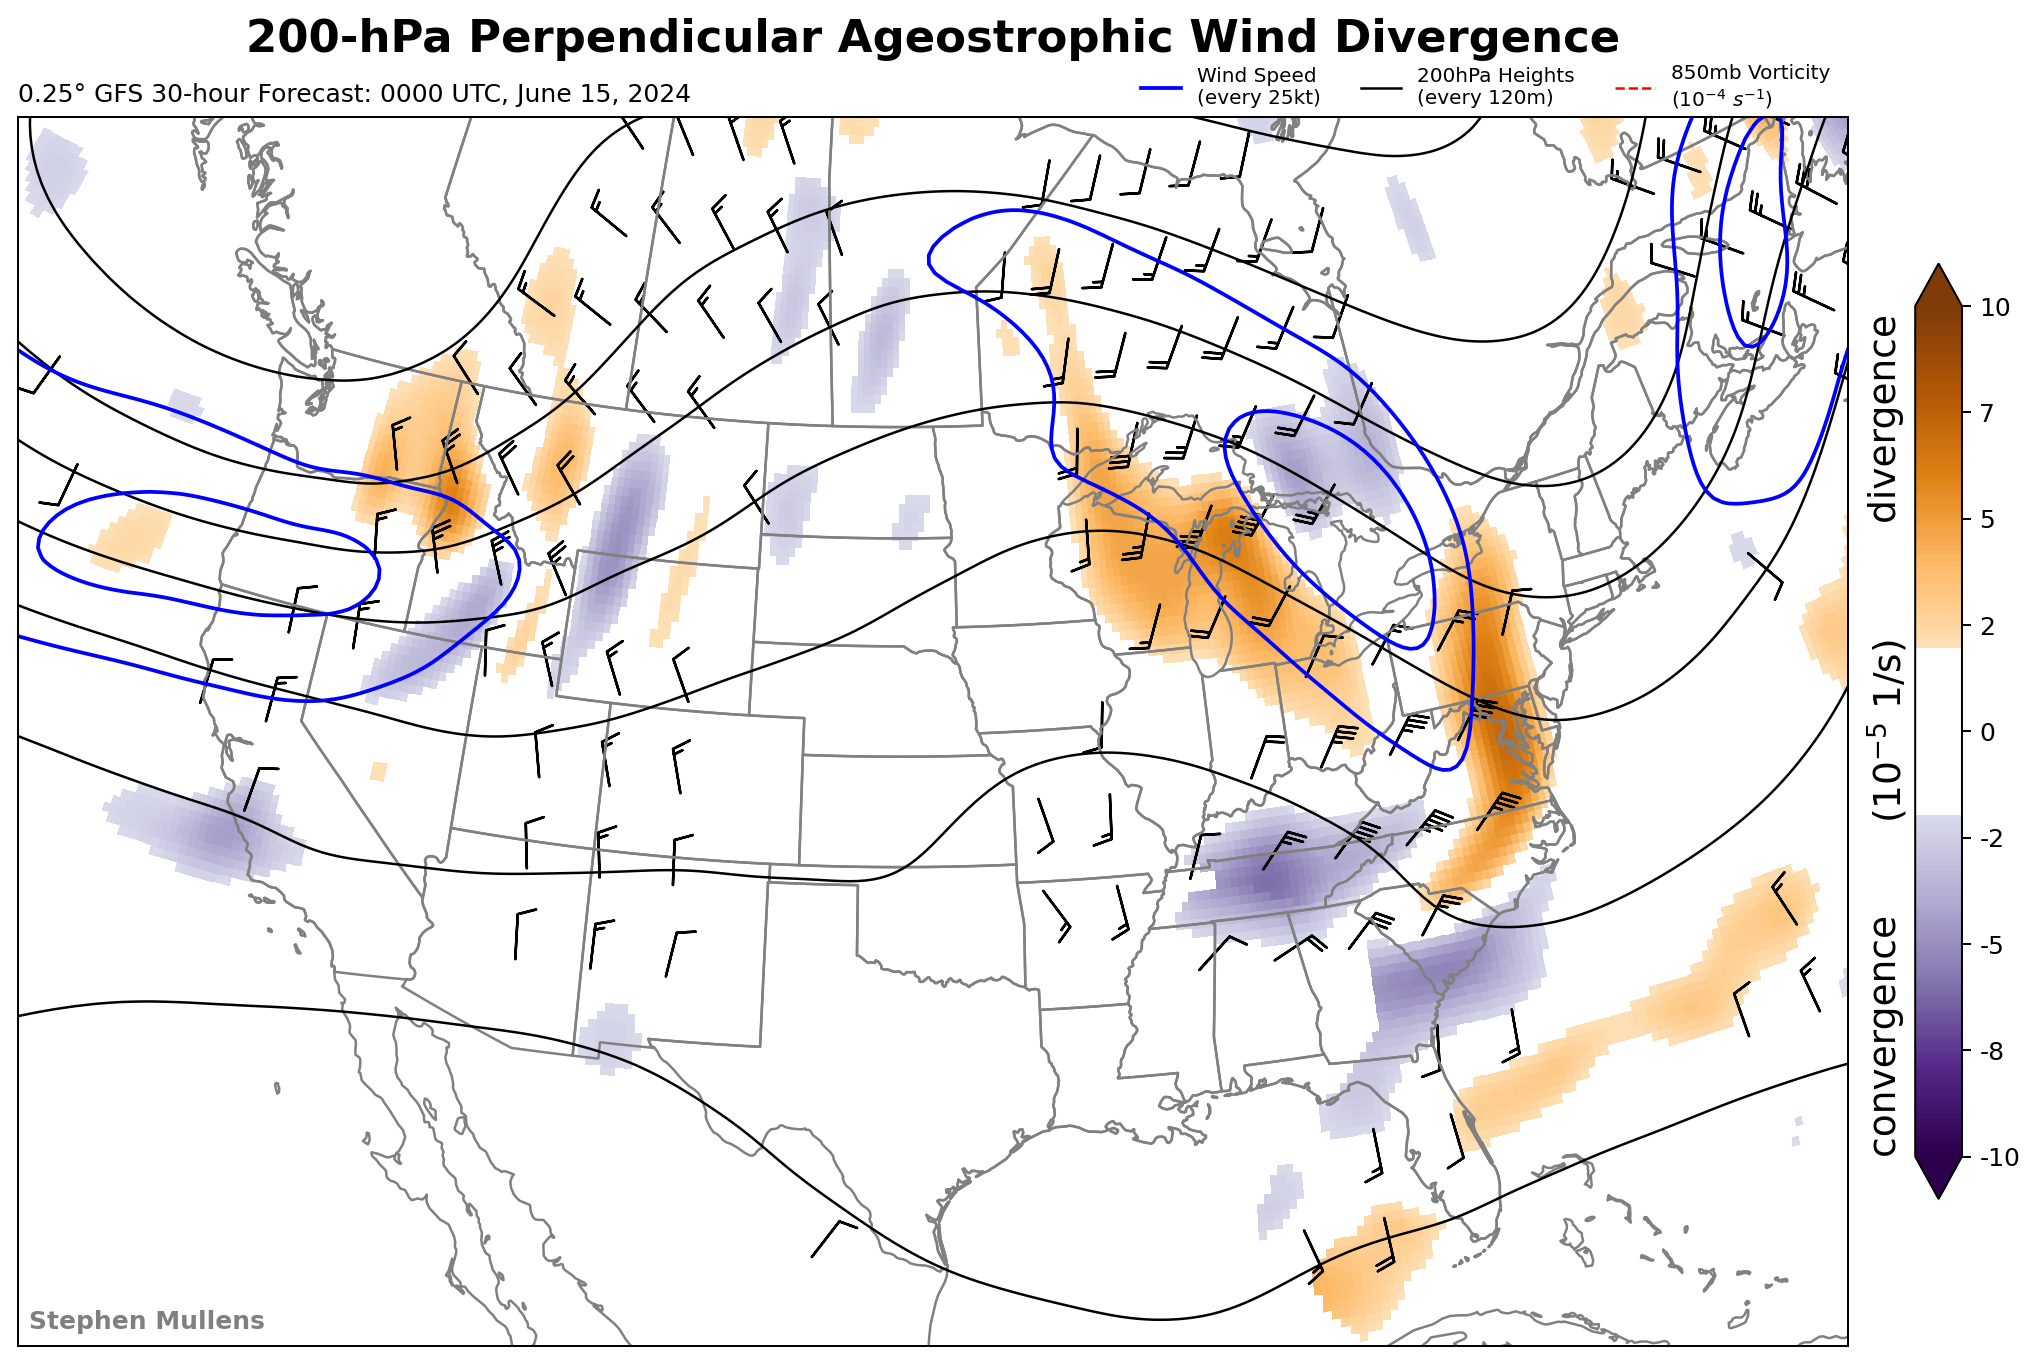 200-hPa Perpendicular Ageostrophic Wind Divergence
0.25° GFS 30-hour Forecast: 0000 UTC, June 15, 2024
Wind Speed
(every 25kt)
200hPa Heights
(every 120m)
850mb Vorticity
(10⁻⁴ s⁻¹)
10
7
5
2
0
-2
-5
-8
-10
convergence (10⁻⁵ 1/s) divergence
Stephen Mullens